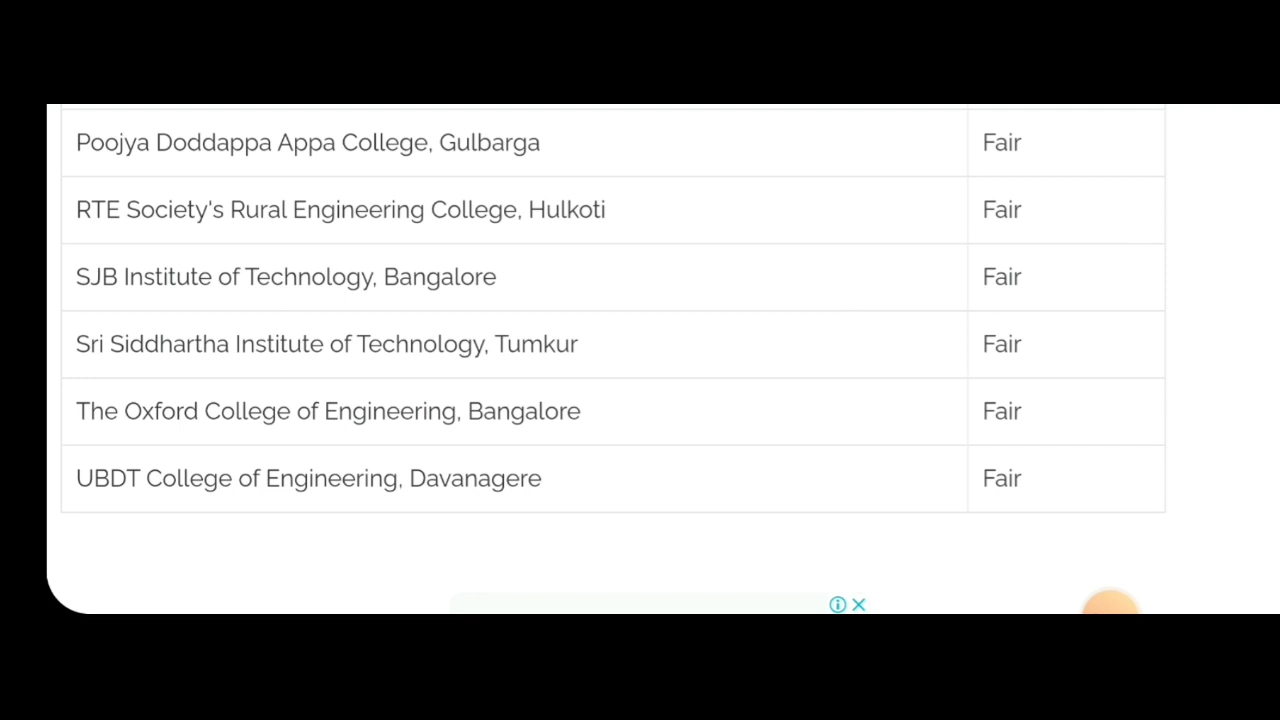 Poojya Doddappa Appa College, Gulbarga Fair
RTE Society's Rural Engineering College, Hulkoti Fair
SJB Institute of Technology, Bangalore Fair
Sri Siddhartha Institute of Technology, Tumkur Fair
The Oxford College of Engineering, Bangalore Fair
UBDT College of Engineering, Davanagere Fair